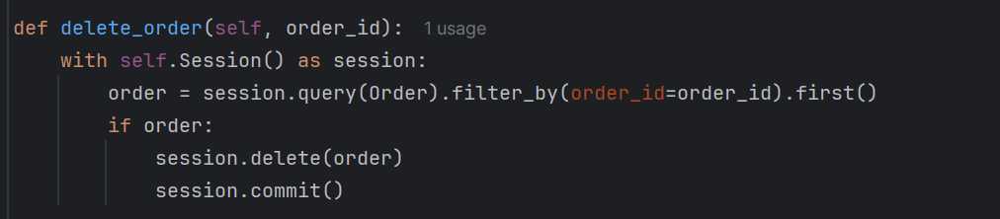 def delete_order(self, order_id): 1 usage
    with self.Session() as session:
        order = session.query(Order).filter_by(order_id=order_id).first()
        if order:
            session.delete(order)
            session.commit()